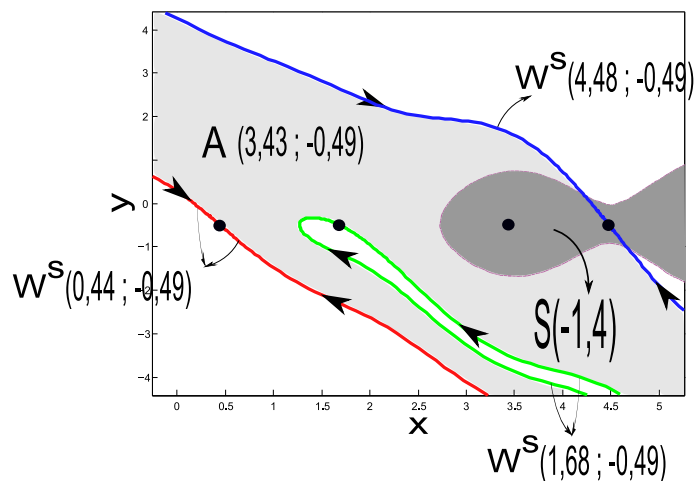 4
3
2
1
0
-1
-2
-3
-4
y
W^S(4,48 ; -0,49)
A (3,43 ; -0,49)
W^S(0,44 ; -0,49)
S(-1,4)
0 0.5 1 1.5 2 2.5 3 3.5 4 4.5 5
x
W^S(1,68 ; -0,49)